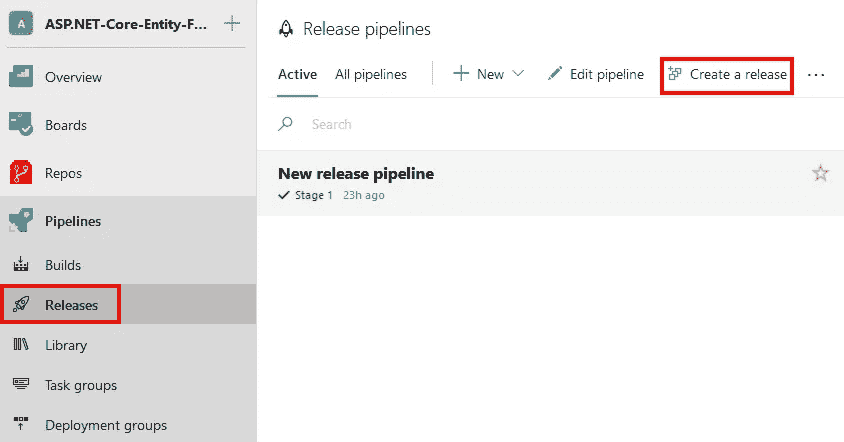 A ASP.NET-Core-Entity-F...
Overview
Boards
Repos
Pipelines
Builds
Releases
Library
Task groups
Deployment groups
Release pipelines
Active All pipelines New Edit pipeline Create a release ...
Search
New release pipeline
Stage 1 23h ago